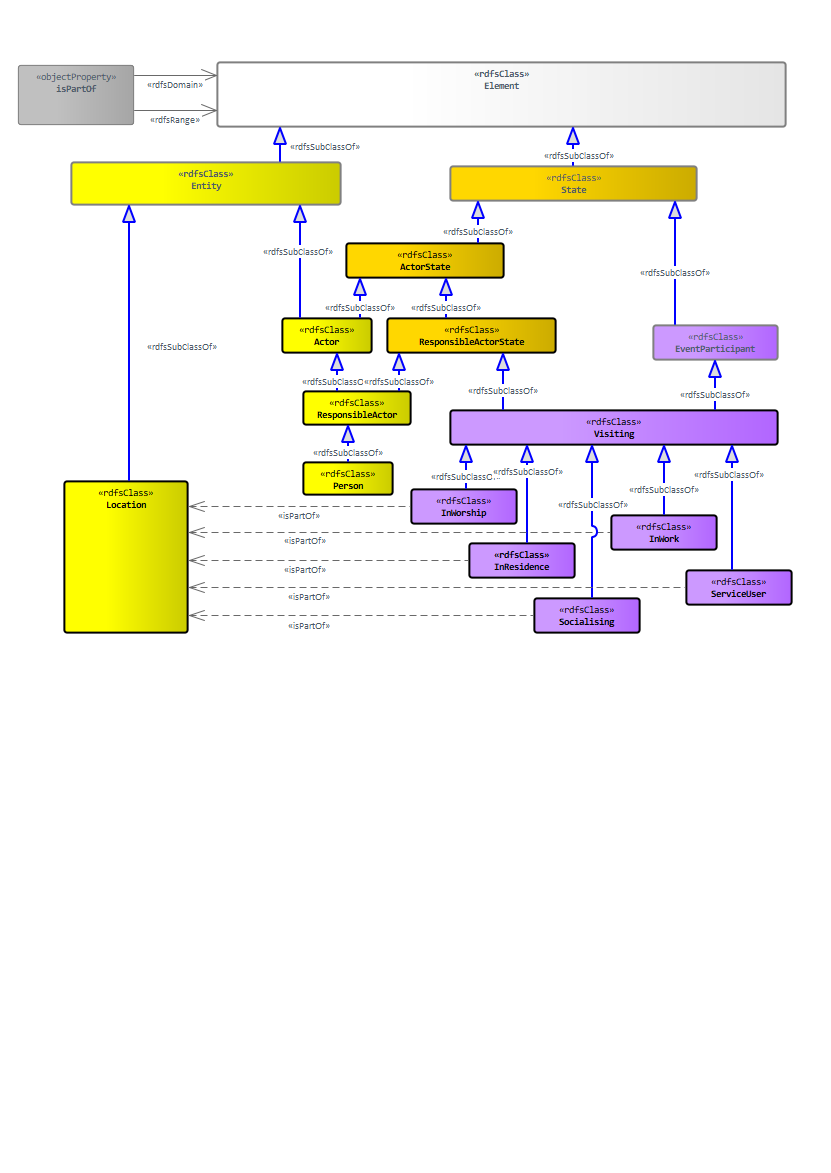 «objectProperty»
isPartOf
«rdfsDomain»
«rdfsRange»
«rdfsClass»
Element
«rdfsSubClassOf»
«rdfsSubClassOf»
«rdfsClass»
Entity
«rdfsClass»
State
«rdfsSubClassOf»
«rdfsSubClassOf»
«rdfsClass»
ActorState
«rdfsSubClassOf»
«rdfsSubClassOf»
«rdfsSubClassOf»
«rdfsSubClassOf»
«rdfsClass»
Actor
«rdfsClass»
ResponsibleActorState
«rdfsClass»
EventParticipant
«rdfsSubClassO
«rdfsSubClassOf»
«rdfsSubClassOf»
«rdfsSubClassOf»
«rdfsClass»
ResponsibleActor
«rdfsClass»
Visiting
«rdfsSubClassOf»
«rdfsClass»
Person
«rdfsSubClassO
«rdfsSubClassOf»
«rdfsSubClassOf»
«rdfsSubClassOf»
«rdfsSubClassOf»
«rdfsClass»
Location
«rdfsClass»
InWorship
«isPartOf»
«rdfsClass»
InWork
«isPartOf»
«rdfsClass»
InResidence
«isPartOf»
«rdfsClass»
ServiceUser
«isPartOf»
«rdfsClass»
Socialising
«isPartOf»